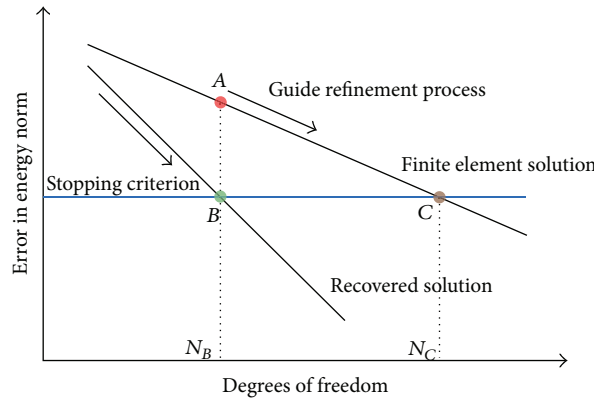 A
Guide refinement process
Finite element solution
Stopping criterion
B
C
Recovered solution
N_B
N_C
Degrees of freedom
Error in energy norm